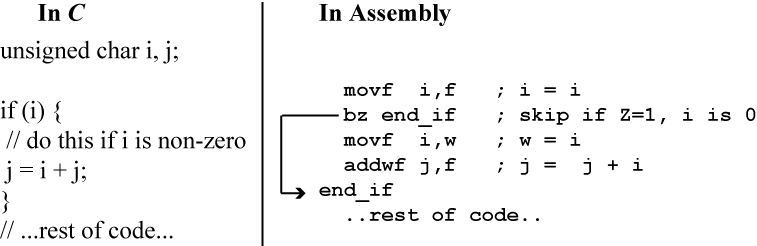 In C
unsigned char i, j;
if (i) {
// do this if i is non-zero
j = i + j;
}
// ...rest of code...
In Assembly
movf i,f ; i = i
bz end_if ; skip if Z=1, i is 0
movf i,w ; w = i
addwf j,f ; j = j + i
end_if
..rest of code..